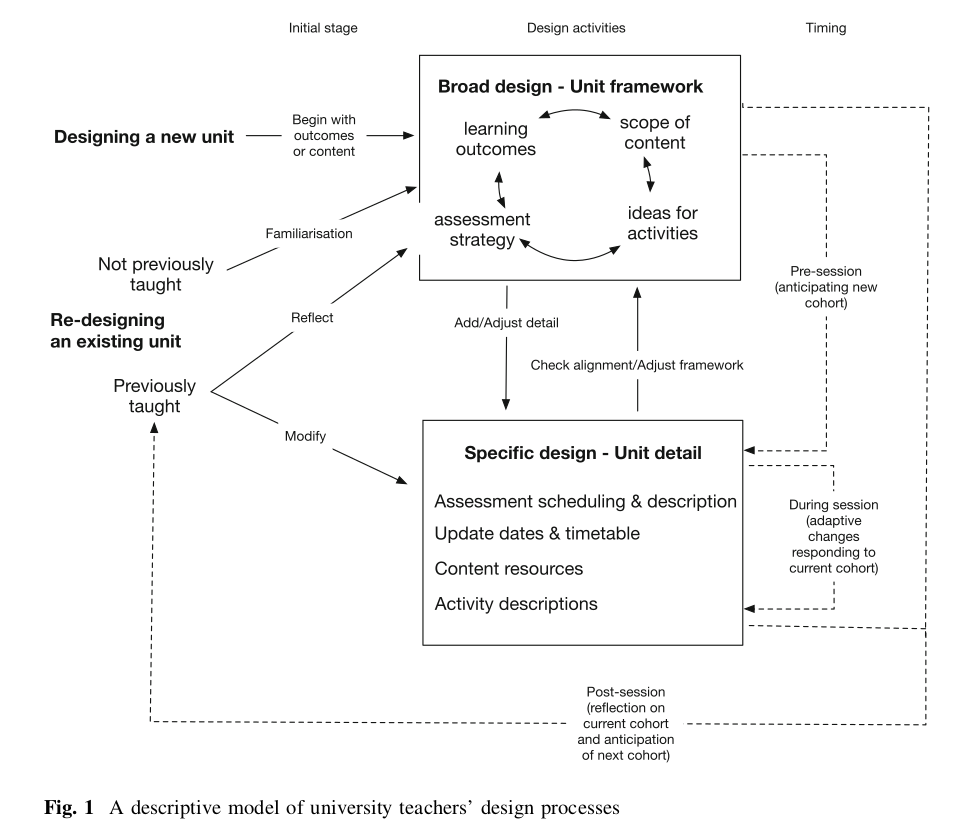 Initial stage
Design activities
Timing
Broad design - Unit framework
Designing a new unit
Begin with
outcomes
or content
learning
outcomes
scope of
content
assessment
strategy
ideas for
activities
Familiarisation
Not previously
taught
Re-designing
an existing unit
Reflect
Previously
taught
Modify
Add/Adjust detail
Check alignment/Adjust framework
Pre-session
(anticipating new
cohort)
Specific design - Unit detail
Assessment scheduling & description
Update dates & timetable
Content resources
Activity descriptions
During session
(adaptive
changes
responding to
current cohort)
Post-session
(reflection on
current cohort
and anticipation
of next cohort)
Fig. 1 A descriptive model of university teachers' design processes